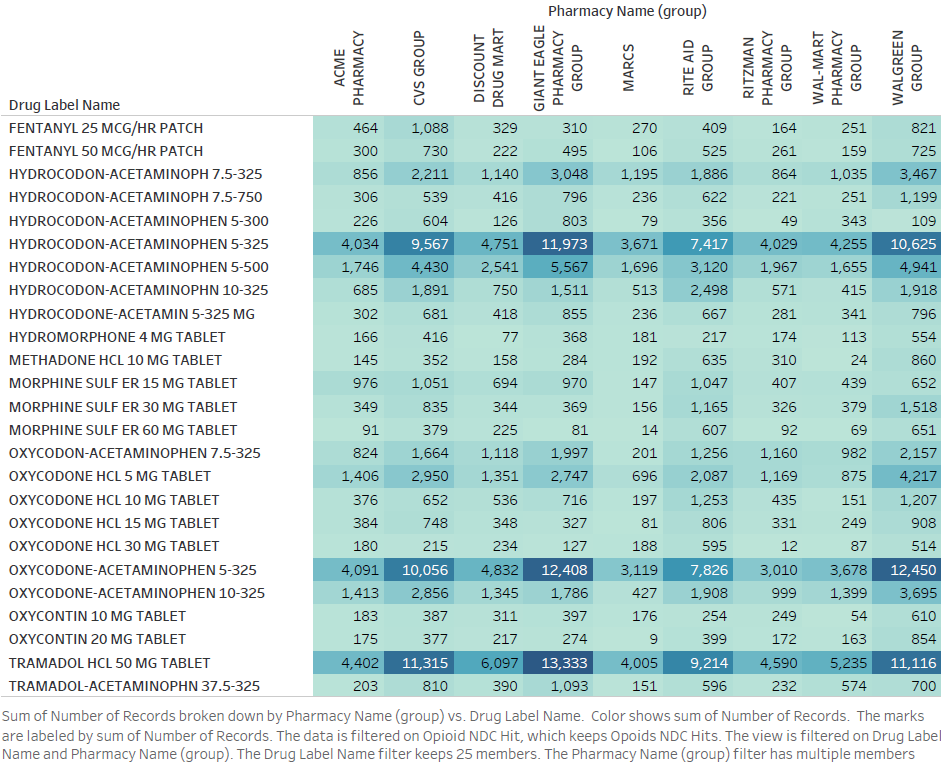 Pharmacy Name (group)
Drug Label Name
ACME PHARMACY
CVS GROUP
DISCOUNT DRUG MART
GIANT EAGLE PHARMACY GROUP
MARCS
RITE AID GROUP
RITZMAN PHARMACY GROUP
WAL-MART PHARMACY GROUP
WALGREEN GROUP
FENTANYL 25 MCG/HR PATCH 464 1,088 329 310 270 409 164 251 821
FENTANYL 50 MCG/HR PATCH 300 730 222 495 106 525 261 159 725
HYDROCODON-ACETAMINOPH 7.5-325 856 2,211 1,140 3,048 1,195 1,886 864 1,035 3,467
HYDROCODON-ACETAMINOPH 7.5-750 306 539 416 796 236 622 221 251 1,199
HYDROCODON-ACETAMINOPHEN 5-300 226 604 126 803 79 356 49 343 109
HYDROCODON-ACETAMINOPHEN 5-325 4,034 9,567 4,751 11,973 3,671 7,417 4,029 4,255 10,625
HYDROCODON-ACETAMINOPHEN 5-500 1,746 4,430 2,541 5,567 1,696 3,120 1,967 1,655 4,941
HYDROCODON-ACETAMINOPHN 10-325 685 1,891 750 1,511 513 2,498 571 415 1,918
HYDROCODONE-ACETAMIN 5-325 MG 302 681 418 855 236 667 281 341 796
HYDROMORPHONE 4 MG TABLET 166 416 77 368 181 217 174 113 554
METHADONE HCL 10 MG TABLET 145 352 158 284 192 635 310 24 860
MORPHINE SULF ER 15 MG TABLET 976 1,051 694 970 147 1,047 407 439 652
MORPHINE SULF ER 30 MG TABLET 349 835 344 369 156 1,165 326 379 1,518
MORPHINE SULF ER 60 MG TABLET 91 379 225 81 14 607 92 69 651
OXYCODON-ACETAMINOPHEN 7.5-325 824 1,664 1,118 1,997 201 1,256 1,160 982 2,157
OXYCODONE HCL 5 MG TABLET 1,406 2,950 1,351 2,747 696 2,087 1,169 875 4,217
OXYCODONE HCL 10 MG TABLET 376 652 536 716 197 1,253 435 151 1,207
OXYCODONE HCL 15 MG TABLET 384 748 348 327 81 806 331 249 908
OXYCODONE HCL 30 MG TABLET 180 215 234 127 188 595 12 87 514
OXYCODONE-ACETAMINOPHEN 5-325 4,091 10,056 4,832 12,408 3,119 7,826 3,010 3,678 12,450
OXYCODONE-ACETAMINOPHEN 10-325 1,413 2,856 1,345 1,786 427 1,908 999 1,399 3,695
OXYCONTIN 10 MG TABLET 183 387 311 397 176 254 249 54 610
OXYCONTIN 20 MG TABLET 175 377 217 274 9 399 172 163 854
TRAMADOL HCL 50 MG TABLET 4,402 11,315 6,097 13,333 4,005 9,214 4,590 5,235 11,116
TRAMADOL-ACETAMINOPHN 37.5-325 203 810 390 1,093 151 596 232 574 700
Sum of Number of Records broken down by Pharmacy Name (group) vs. Drug Label Name. Color shows sum of Number of Records. The marks
are labeled by sum of Number of Records. The data is filtered on Opioid NDC Hit, which keeps Opoids NDC Hits. The view is filtered on Drug Label
Name and Pharmacy Name (group). The Drug Label Name filter keeps 25 members. The Pharmacy Name (group) filter has multiple members